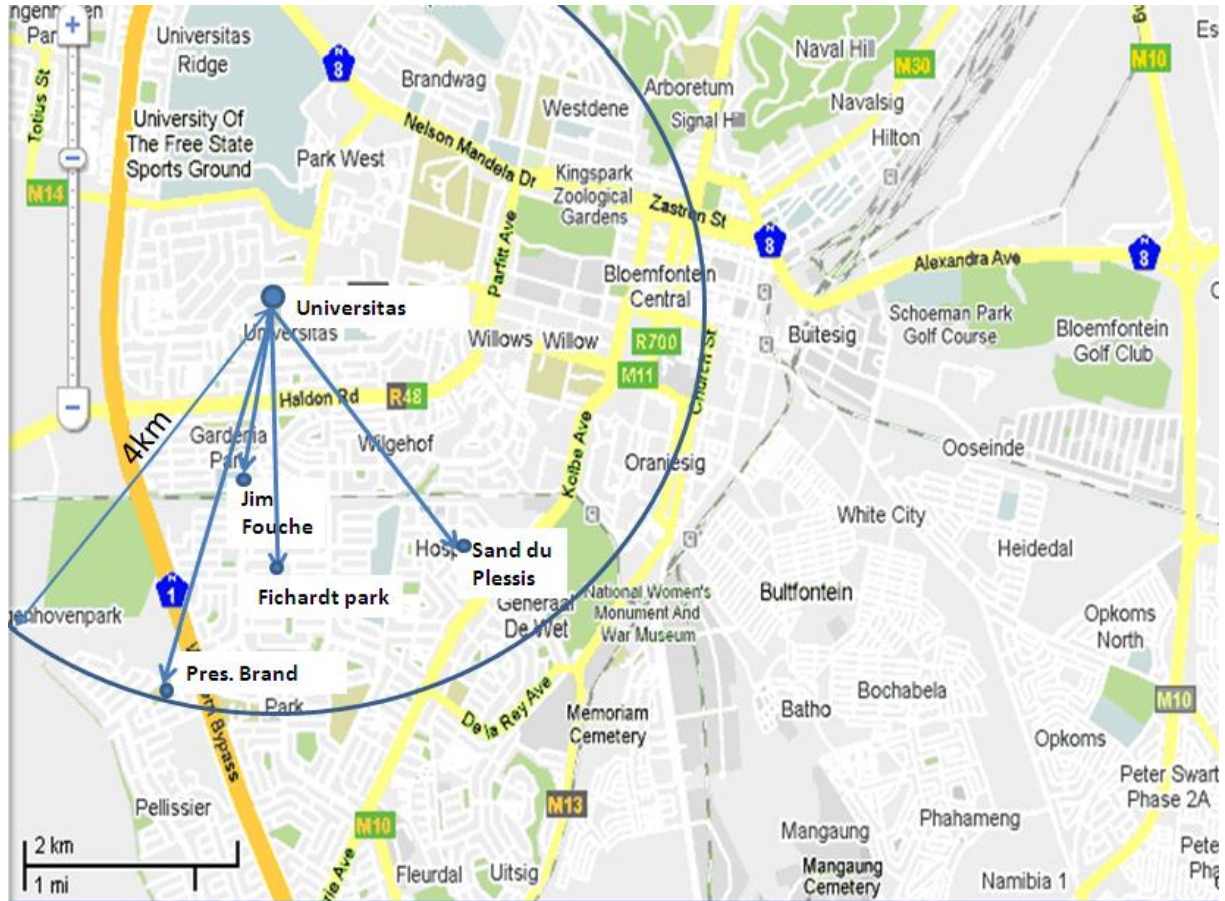 Universitas
Ridge
N
8
Brandwag
Naval Hill
M30
M10
Totius St
University Of
The Free State
Sports Ground
Westdene
Arboretum
Signal Hill
Navalsig
Hilton
Nelson Mandela Dr
Park West
M14
Kingspark
Zoological
Gardens
Zastron St
N
8
N
8
Alexandra Ave
Parfitt Ave
Bloemfontein
Central
Universitas
Universitas
Schoeman Park
Golf Course
Buitesig
Bloemfontein
Golf Club
Willows
Willow
R700
M11
Church St
Haldon Rd
R48
4km
Gardenia
Park
Wilgehof
Kolbe Ave
Oranjesig
Ooseinde
Jim
Fouche
White City
Heidedal
Sand du
Plessis
Fichardt park
N
1
Generaal
De Wet
National Women's
Monument And
War Museum
Bultfontein
Opkoms
North
genhovenpark
Pres. Brand
Park
De la Rey Ave
Memoriam
Cemetery
Batho
Bochabela
M10
Opkoms
Bypass
Pellissier
M10
M13
Peter Swart
Phase 2A
Phahameng
Mangaung
Mangaung
Cemetery
2 km
1 mi
Fleurdal
Uitsig
Namibia 1